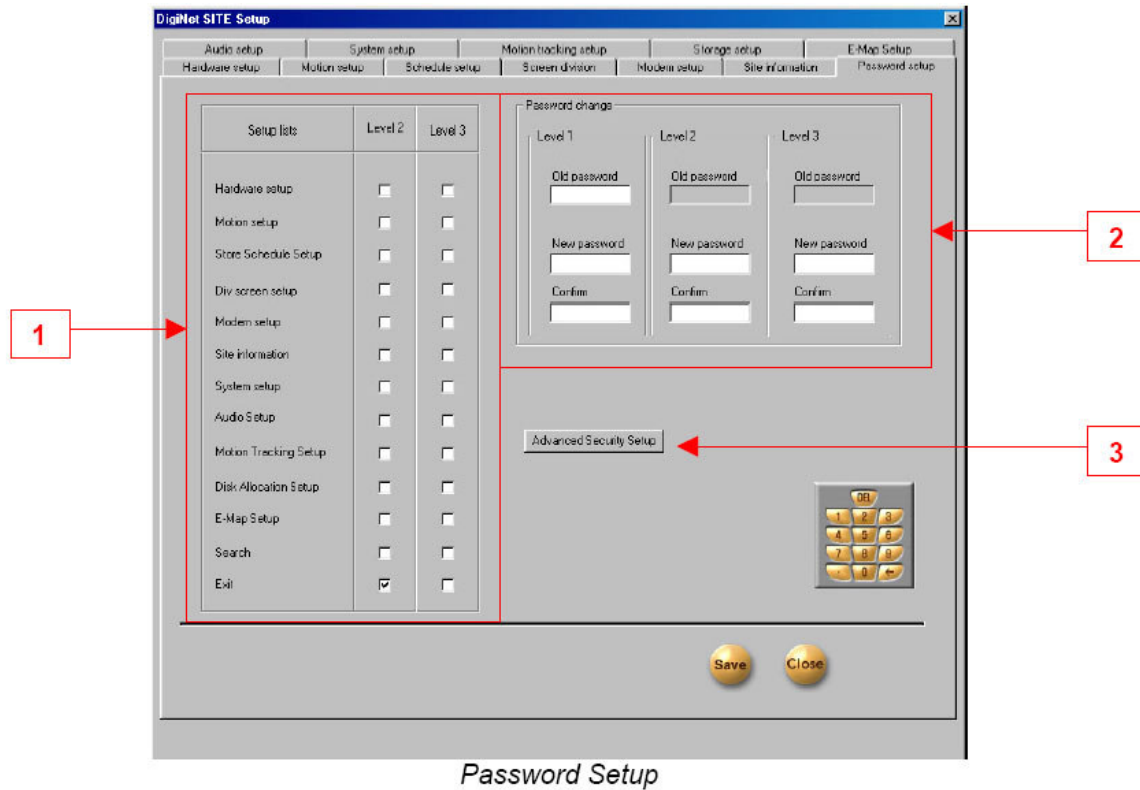 DigiNet SITE Setup
Audio setup System setup Motion tracking setup Storage setup E-Map Setup
Hardware setup Motion setup Schedule setup Screen division Modem setup Site information Password setup
Setup lists Level 2 Level 3
Hardware setup
Motion setup
Store Schedule Setup
Div screen setup
Modem setup
Site information
System setup
Audio Setup
Motion Tracking Setup
Disk Allocation Setup
E-Map Setup
Search
Exit
1
Password change
Level 1 Level 2 Level 3
Old password Old password Old password
New password New password New password
Confirm Confirm Confirm
2
Advanced Security Setup
3
DEL
1 2 3
4 5 6
7 8 9
. 0 ←
Save Close
Password Setup